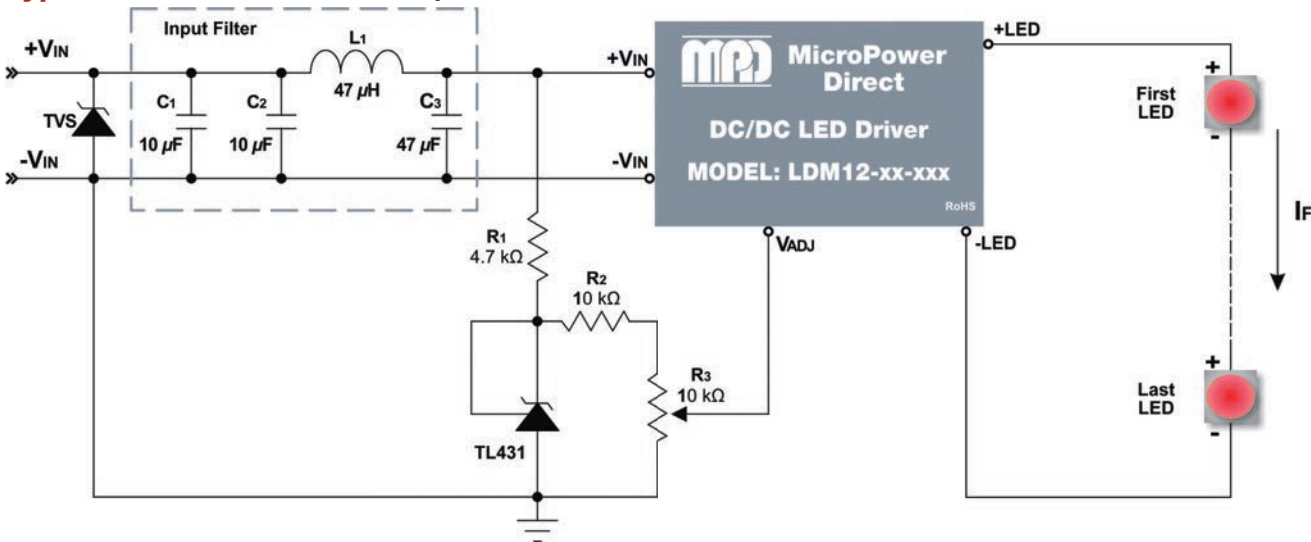 Input Filter
+VIN
-VIN
TVS
C1
10 µF
C2
10 µF
L1
47 µH
C3
47 µF
+VIN
-VIN
MPD
MicroPower
Direct
DC/DC LED Driver
MODEL: LDM12-xx-xxx
RoHS
VADJ
+LED
-LED
R1
4.7 kΩ
R2
10 kΩ
R3
10 kΩ
TL431
+
First
LED
-
IF
+
Last
LED
-